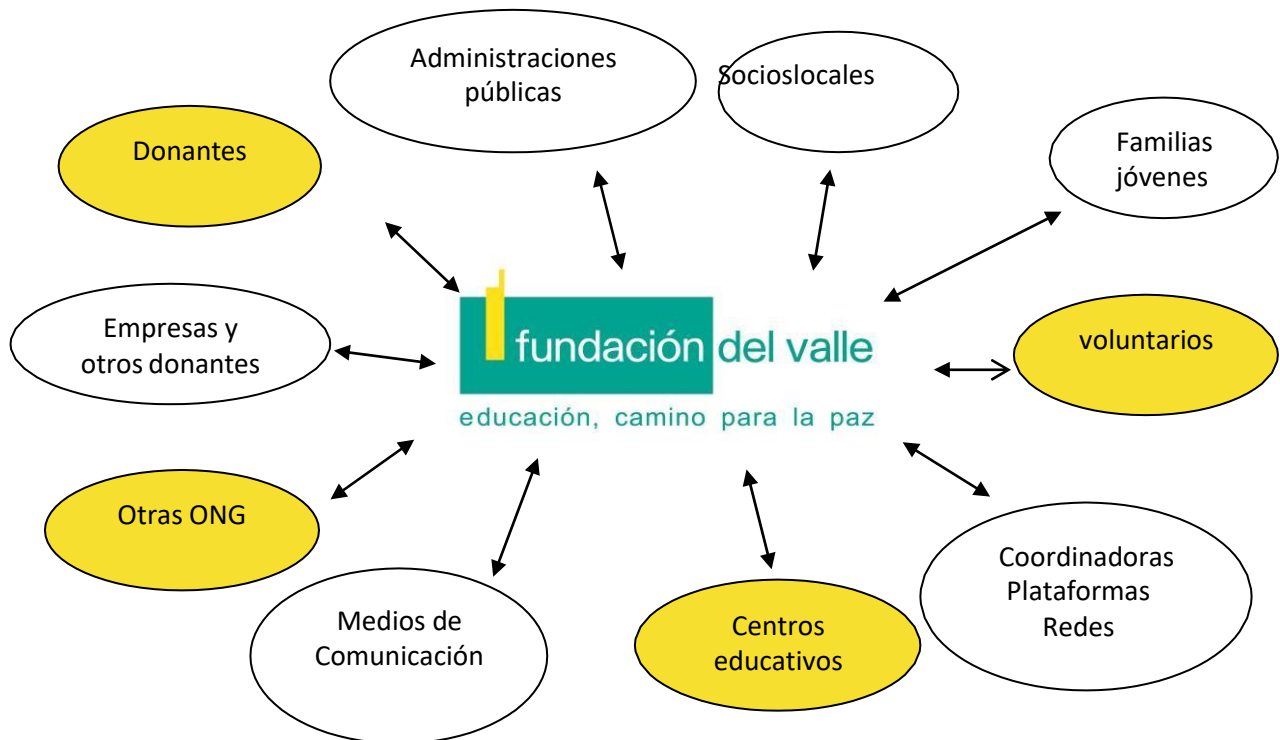 Administraciones
públicas
Socioslocales
Donantes
Familias
jóvenes
Empresas y
otros donantes
fundación del valle
educación, camino para la paz
voluntarios
Otras ONG
Medios de
Comunicación
Centros
educativos
Coordinadoras
Plataformas
Redes